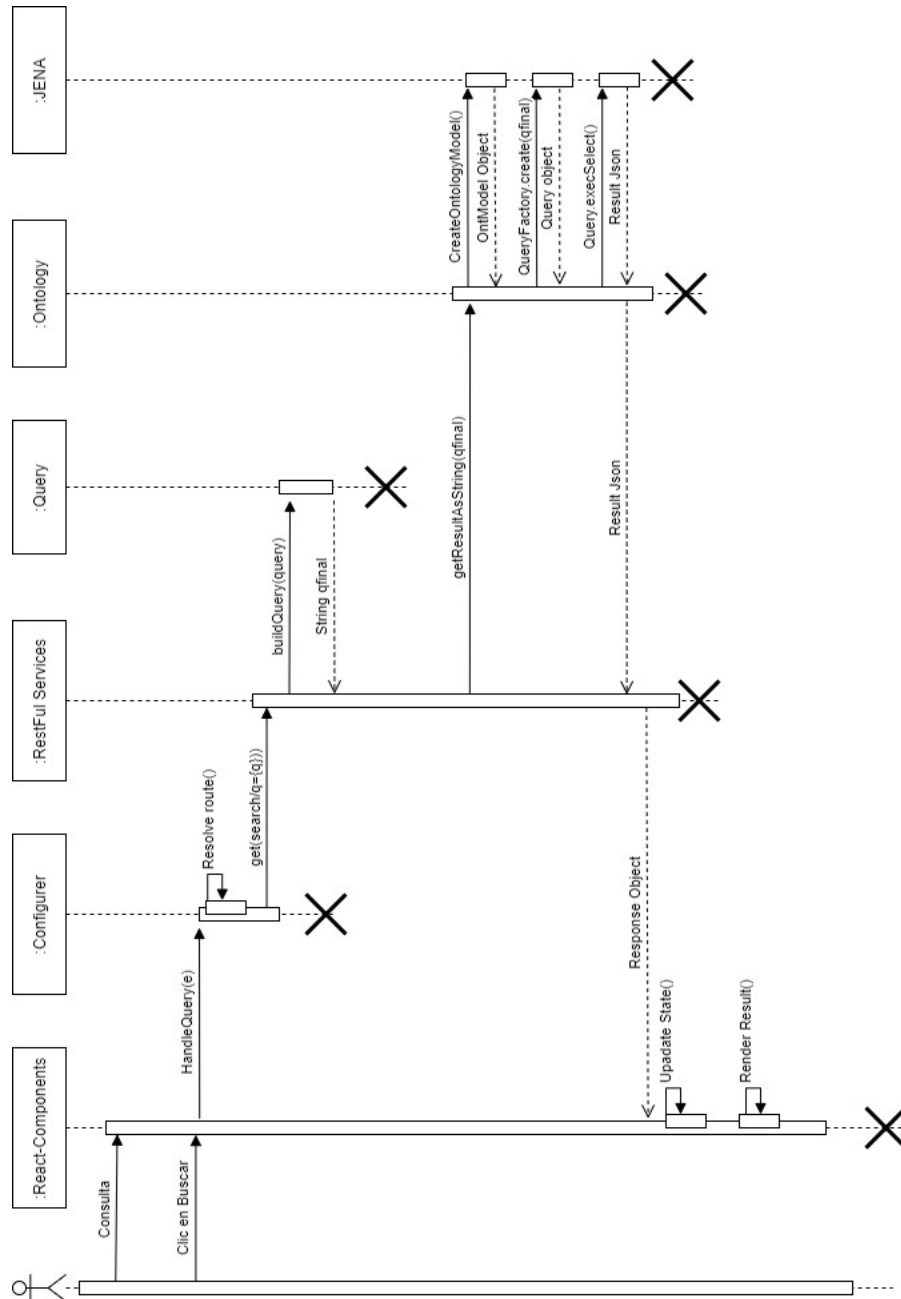 :React-Components
:Configurer
:RestFul Services
:Query
:Ontology
:JENA
Consulta
Clic en Buscar
HandleQuery(e)
Resolve route()
get(search/q={q}))
buildQuery(query)
String qfinal
getResultAsString(qfinal)
CreateOntologyModel()
OntModel Object
QueryFactory.create(qfinal)
Query object
Query.execSelect()
Result Json
Result Json
Response Object
Upadate State()
Render Result()